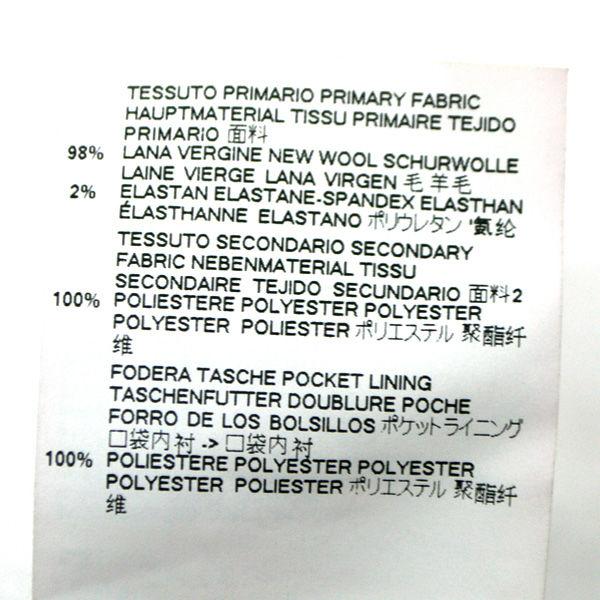 TESSUTO PRIMARIO PRIMARY FABRIC
HAUPTMATERIAL TISSU PRIMAIRE TEJIDO
PRIMARIO 面料
98% LANA VERGINE NEW WOOL SCHURWOLLE
LAINE VIERGE LANA VIRGEN 毛 羊毛
2% ELASTAN ELASTANE-SPANDEX ELASTHAN
ÉLASTHANNE ELASTANO ポリウレタン '氨纶
TESSUTO SECONDARIO SECONDARY
FABRIC NEBENMATERIAL TISSU
SECONDAIRE TEJIDO SECUNDARIO 面料2
100% POLIESTERE POLYESTER POLYESTER
POLYESTER POLIESTER ポリエステル 聚酯纤
维
FODERA TASCHE POCKET LINING
TASCHENFUTTER DOUBLURE POCHE
FORRO DE LOS BOLSILLOS ポケットライニング
口袋内衬 -> 口袋内衬
100% POLIESTERE POLYESTER POLYESTER
POLYESTER POLIESTER ポリエステル 聚酯纤
维